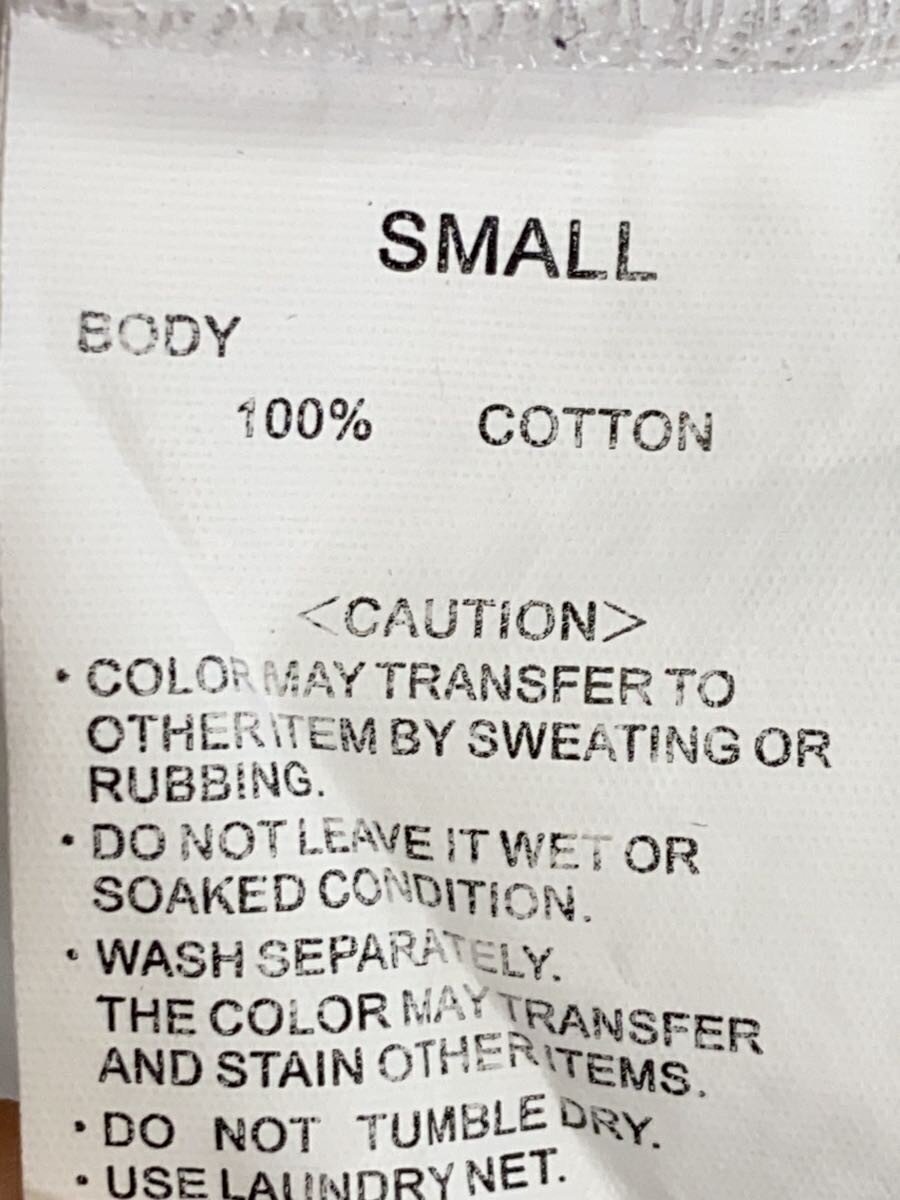 SMALL
BODY
100% COTTON
<CAUTION>
・COLOR MAY TRANSFER TO
OTHER ITEM BY SWEATING OR
RUBBING.
・DO NOT LEAVE IT WET OR
SOAKED CONDITION.
・WASH SEPARATELY.
THE COLOR MAY TRANSFER
AND STAIN OTHER ITEMS.
・DO NOT TUMBLE DRY.
・USE LAUNDRY NET.